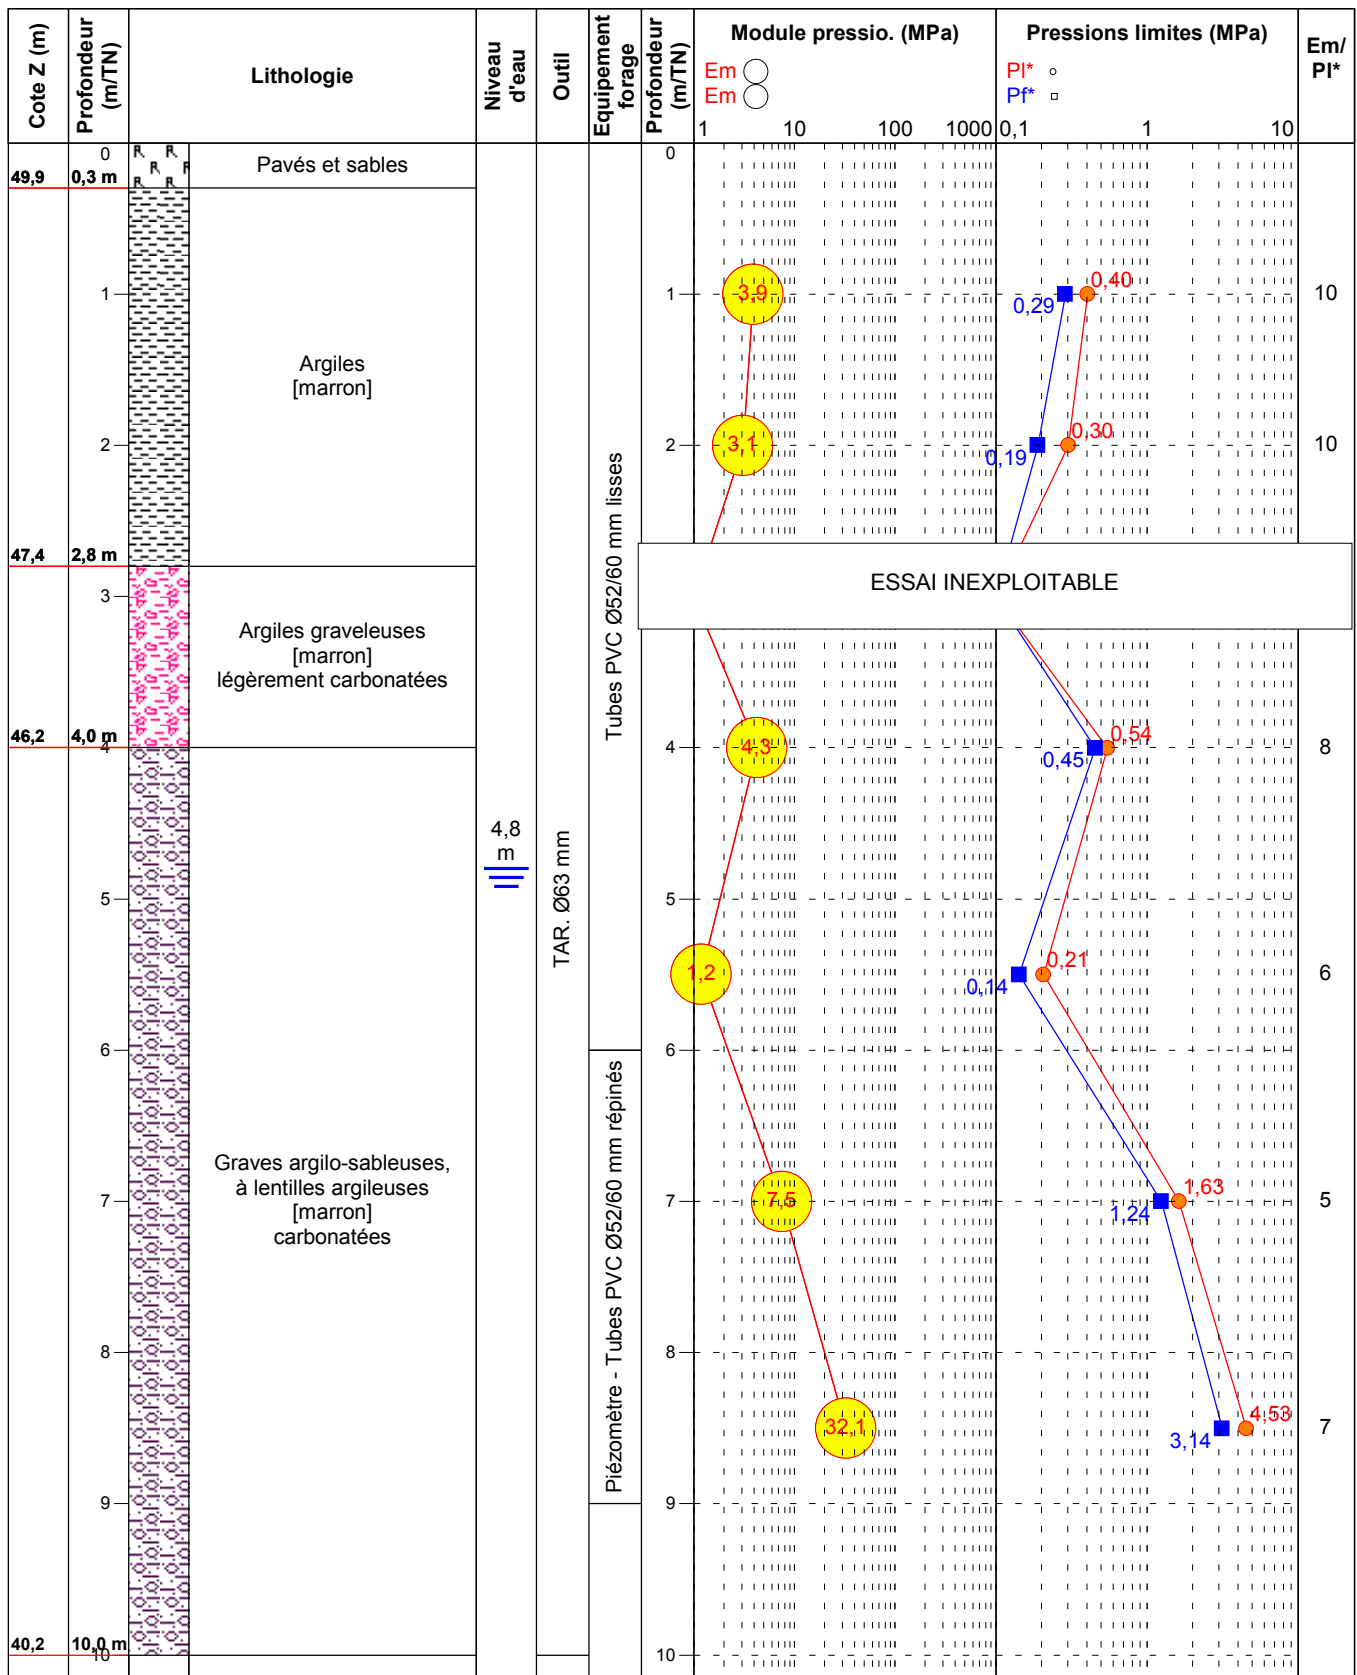 Cote Z (m)
Profondeur
(m/TN)
Lithologie
Niveau
d'eau
Outil
Equipement
forage
Profondeur
(m/TN)
Module pressio. (MPa)
Em
Em
1 10 100 1000
Pressions limites (MPa)
Pl*
Pf*
0,1 1 10
Em/
Pl*
0
49,9 0,3 m
Pavés et sables
1
Argiles
[marron]
2
47,4 2,8 m
3
Argiles graveleuses
[marron]
légèrement carbonatées
46,2 4,0 m
4
5
6
7
Graves argilo-sableuses,
à lentilles argileuses
[marron]
carbonatées
8
9
40,2 10,0 m
10
4,8
m
TAR. Ø63 mm
Tubes PVC Ø52/60 mm lisses
Piézomètre - Tubes PVC Ø52/60 mm répinés
0
1 3,9 0,29 0,40 10
2 3,1 0,19 0,30 10
ESSAI INEXPLOITABLE
4 4,3 0,45 0,54 8
5
1,2 0,14 0,21 6
6
7 7,5 1,24 1,63 5
8
32,1 3,14 4,53 7
9
10